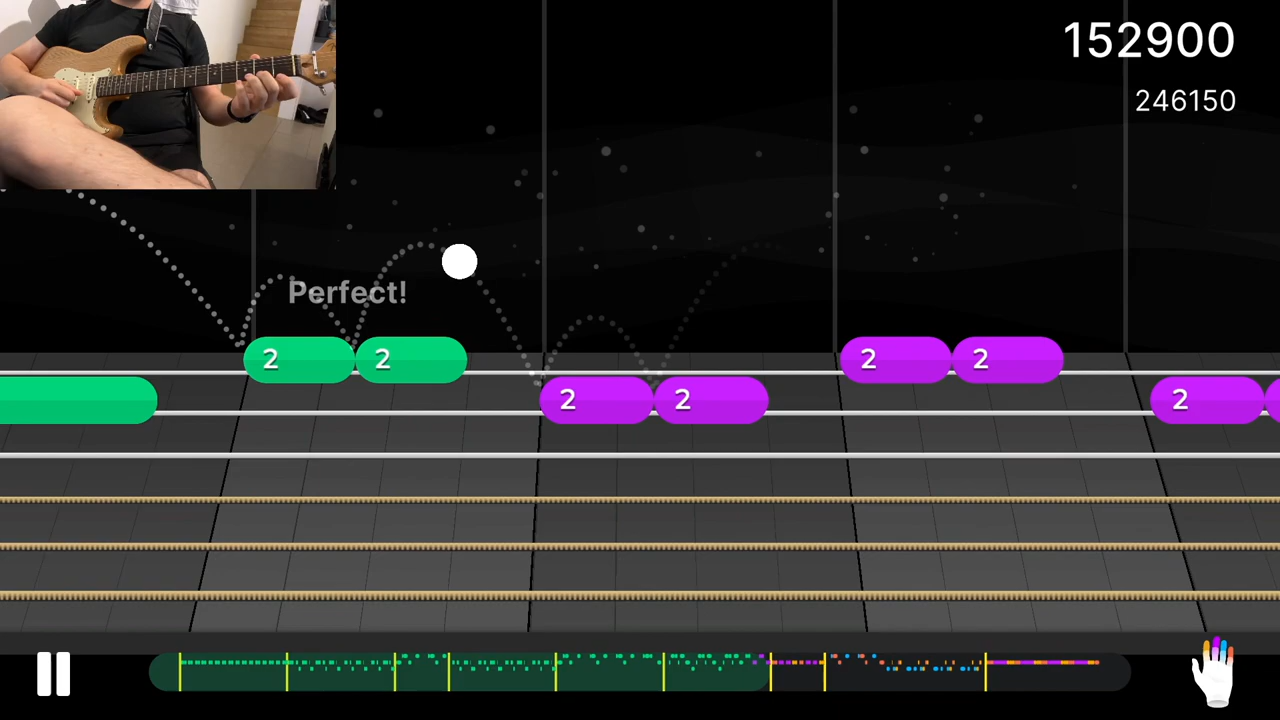 152900
246150
Perfect!
2 2 2 2
2 2 2